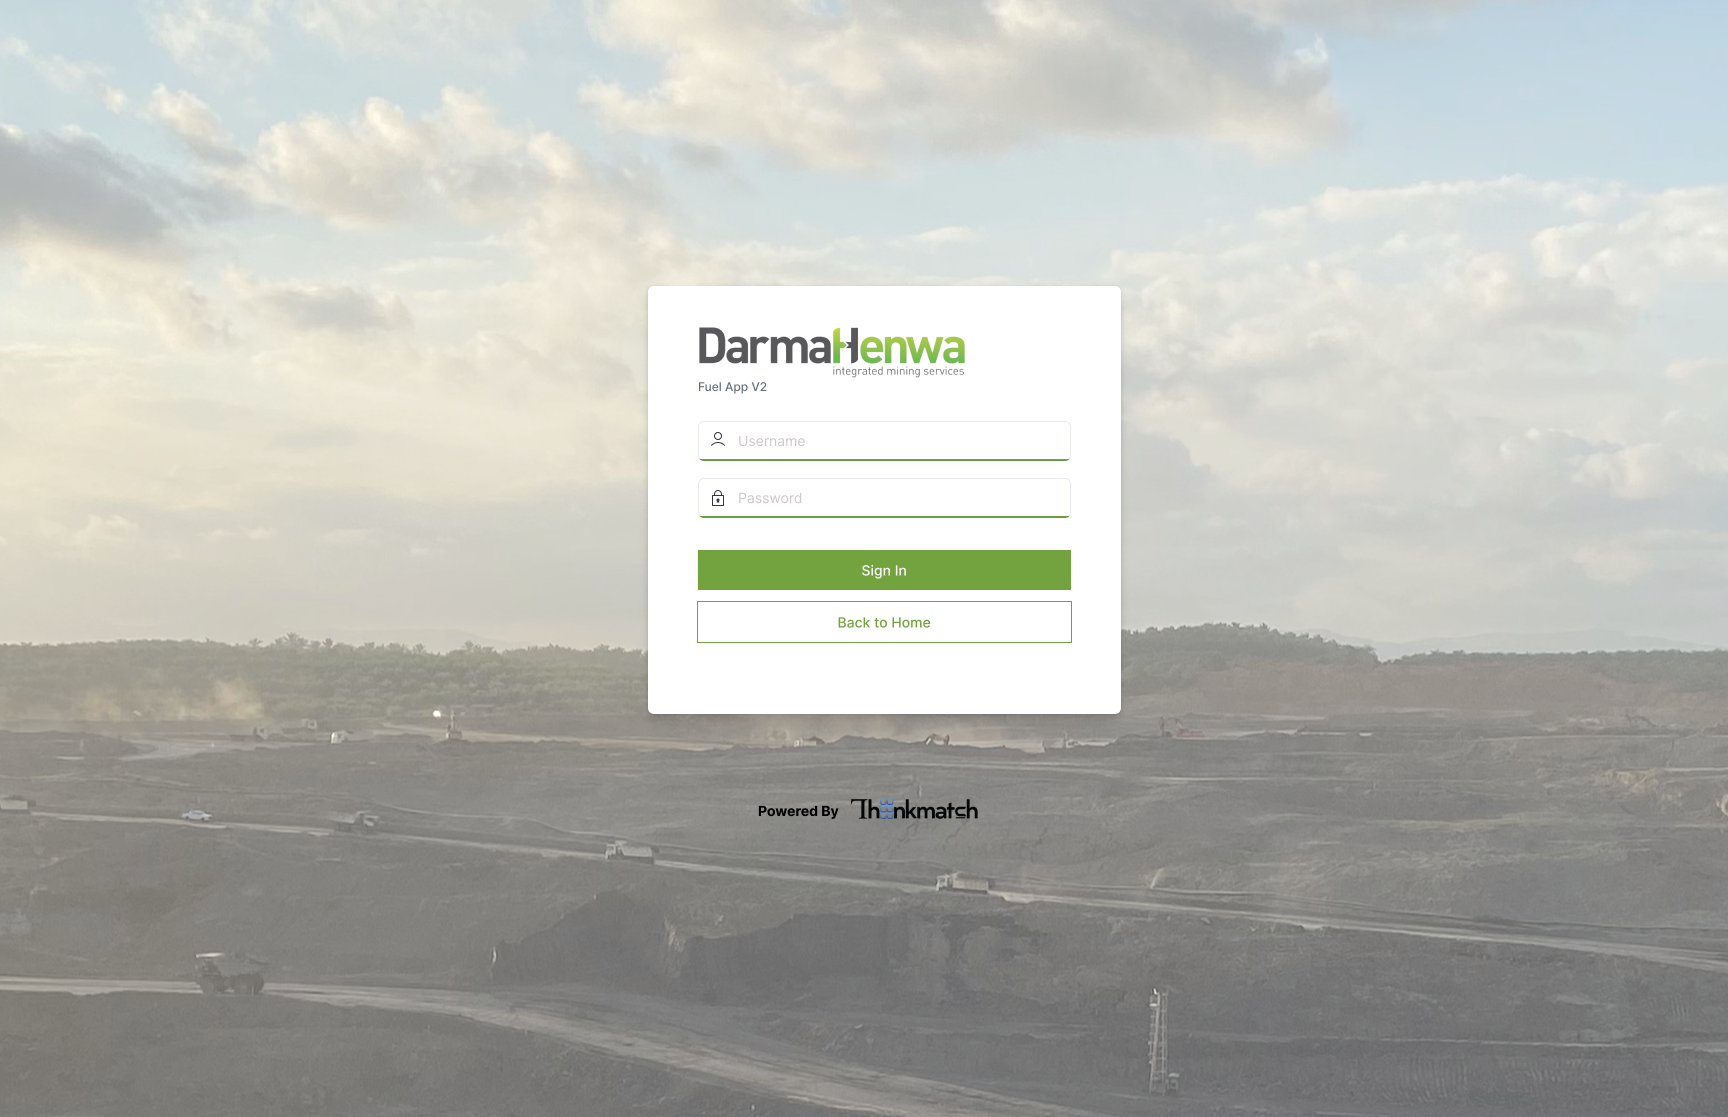 DarmaHenwa
integrated mining services
Fuel App V2
Username
Password
Sign In
Back to Home
Powered By Thinkmatch